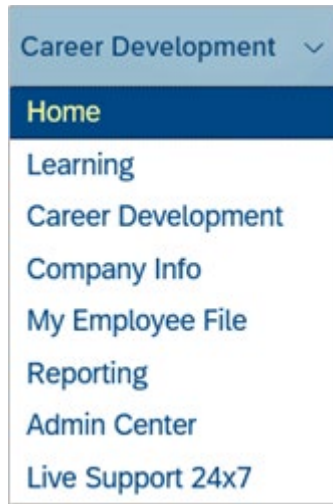 Career Development
Home
Learning
Career Development
Company Info
My Employee File
Reporting
Admin Center
Live Support 24x7